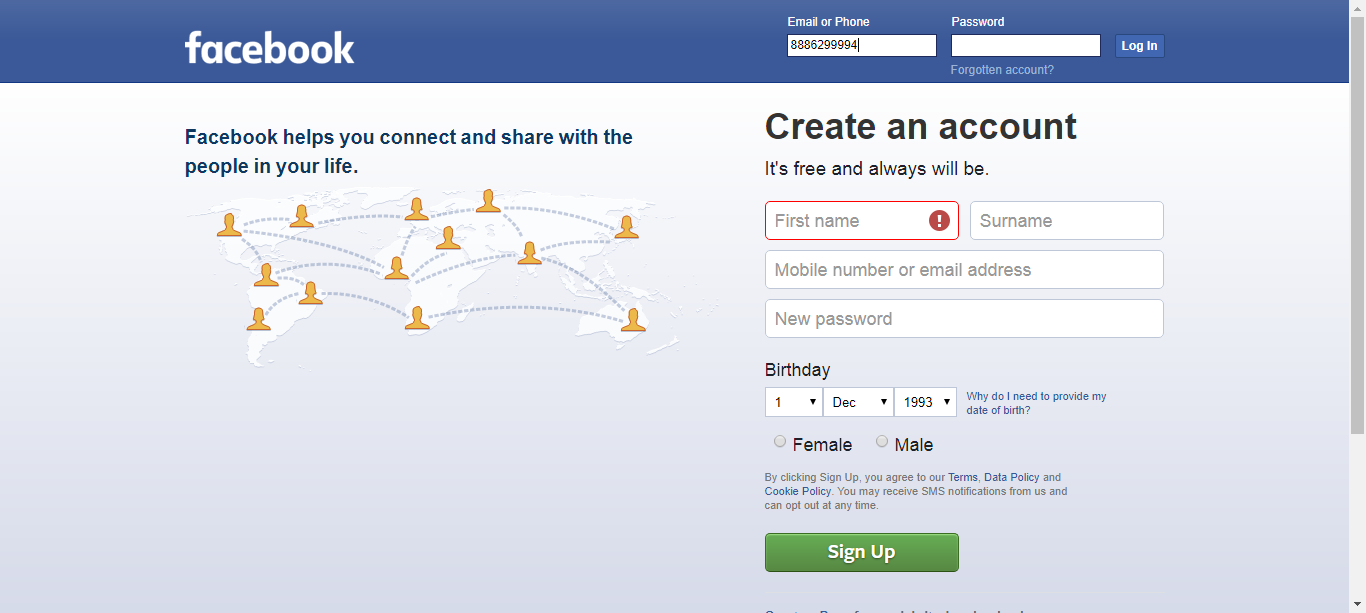 facebook
Email or Phone
Password
8886299994
Log In
Forgotten account?
Facebook helps you connect and share with the
people in your life.
Create an account
It's free and always will be.
First name
Surname
Mobile number or email address
New password
Birthday
1 Dec 1993
Why do I need to provide my
date of birth?
Female Male
By clicking Sign Up, you agree to our Terms, Data Policy and
Cookie Policy. You may receive SMS notifications from us and
can opt out at any time.
Sign Up